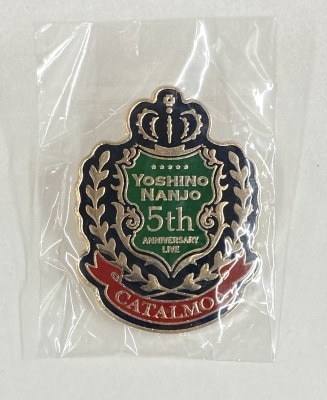 YOSHINO
NANJO
5th
ANNIVERSARY
LIVE
CATALMO